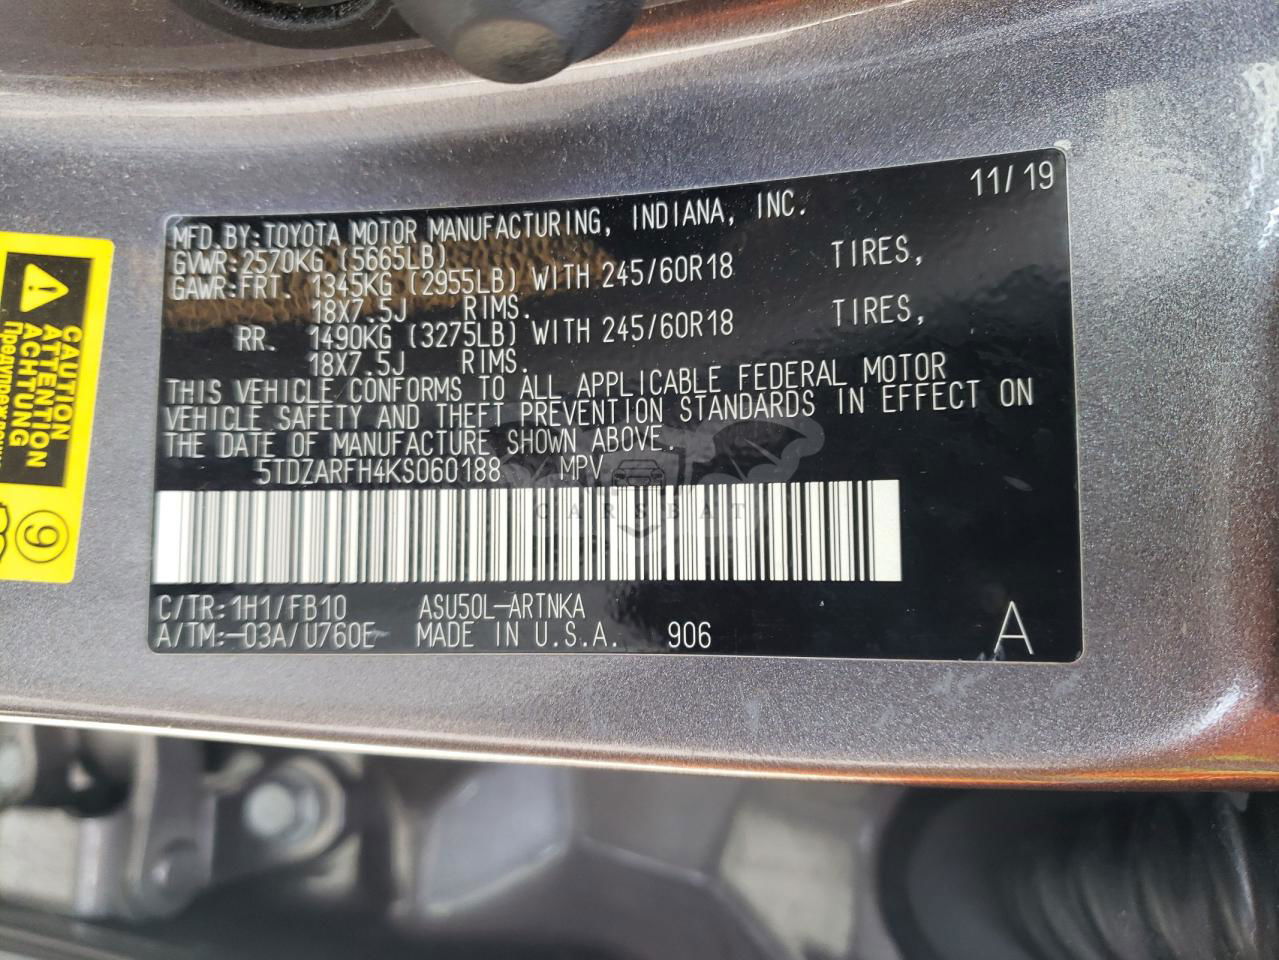 11/19
MFD.BY:TOYOTA MOTOR MANUFACTURING, INDIANA, INC.
GVWR:2570KG (5665LB)
GAWR:FRT. 1345KG (2955LB) WITH 245/60R18 TIRES,
18X7.5J RIMS.
RR. 1490KG (3275LB) WITH 245/60R18 TIRES,
18X7.5J RIMS.
THIS VEHICLE CONFORMS TO ALL APPLICABLE FEDERAL MOTOR
VEHICLE SAFETY AND THEFT PREVENTION STANDARDS IN EFFECT ON
THE DATE OF MANUFACTURE SHOWN ABOVE.
5TDZARFH4KS060188 MPV
CARSBAT
C/TR:1H1/FB10 ASU50L-ARTNKA
A/TM:-03A/U760E MADE IN U.S.A. 906 A
CAUTION
ATTENTION
ACHTUNG
9